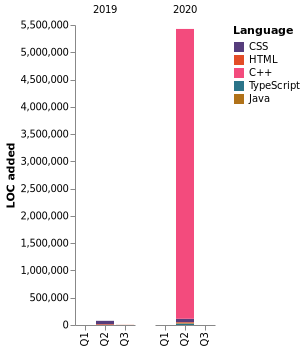 2019 2020
Language
CSS
HTML
C++
TypeScript
Java
LOC added
5,500,000
5,000,000
4,500,000
4,000,000
3,500,000
3,000,000
2,500,000
2,000,000
1,500,000
1,000,000
500,000
0
Q1 Q2 Q3 Q1 Q2 Q3